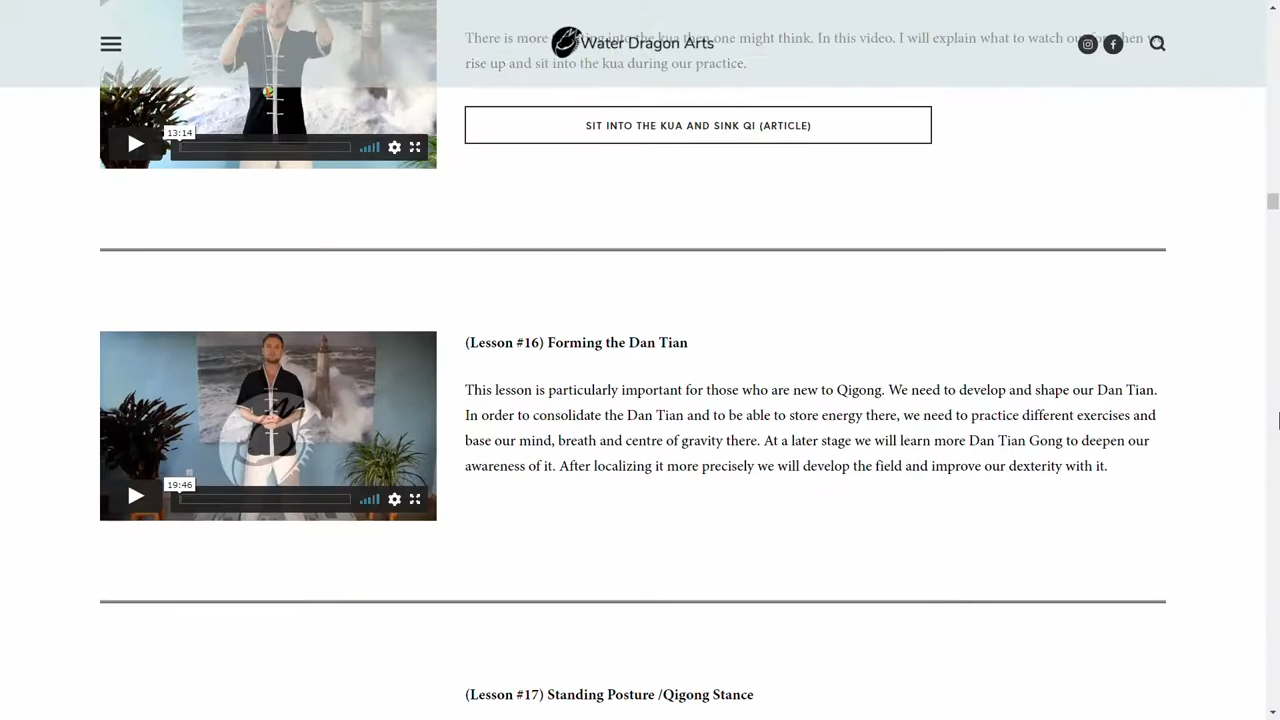 There is more into the kua then one might think. In this video. I will explain what to watch out for when
Water Dragon Arts
rise up and sit into the kua during our practice.
13:14
SIT INTO THE KUA AND SINK QI (ARTICLE)
(Lesson #16) Forming the Dan Tian
This lesson is particularly important for those who are new to Qigong. We need to develop and shape our Dan Tian.
In order to consolidate the Dan Tian and to be able to store energy there, we need to practice different exercises and
base our mind, breath and centre of gravity there. At a later stage we will learn more Dan Tian Gong to deepen our
awareness of it. After localizing it more precisely we will develop the field and improve our dexterity with it.
19:46
(Lesson #17) Standing Posture /Qigong Stance